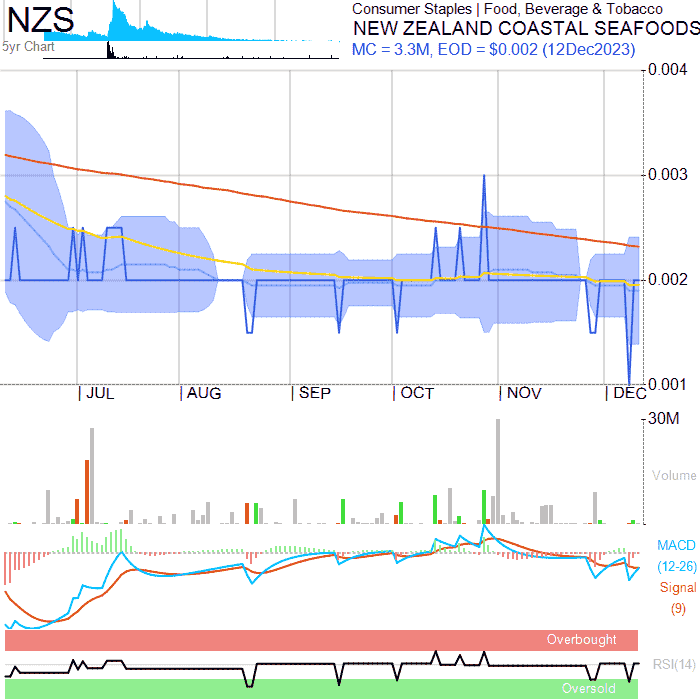 NZS
Consumer Staples | Food, Beverage & Tobacco
NEW ZEALAND COASTAL SEAFOODS
5yr Chart
MC = 3.3M, EOD = $0.002 (12Dec2023)
0.004
0.003
0.002
0.001
| JUL | AUG | SEP | OCT | NOV | DEC
30M
Volume
MACD
(12-26)
Signal
(9)
Overbought
RSI(14)
Oversold